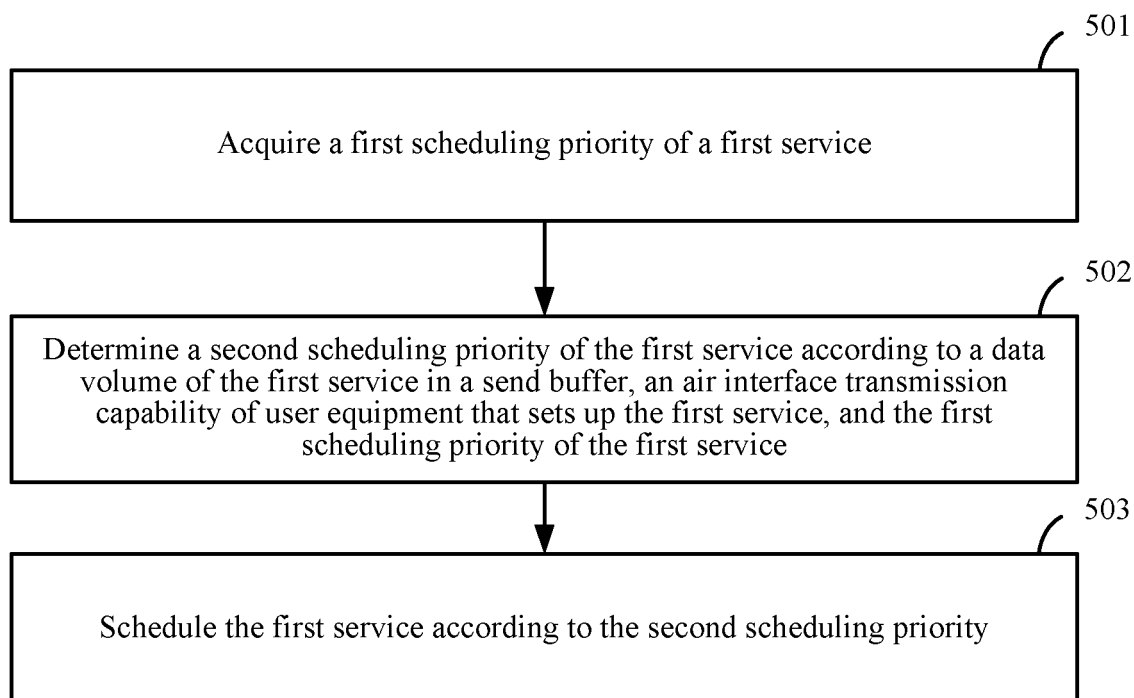 501
Acquire a first scheduling priority of a first service
502
Determine a second scheduling priority of the first service according to a data
volume of the first service in a send buffer, an air interface transmission
capability of user equipment that sets up the first service, and the first
scheduling priority of the first service
503
Schedule the first service according to the second scheduling priority